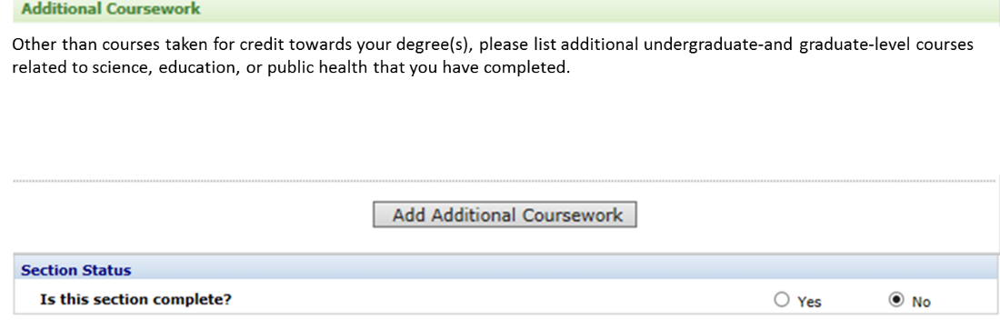 Additional Coursework
Other than courses taken for credit towards your degree(s), please list additional undergraduate-and graduate-level courses
related to science, education, or public health that you have completed.
Add Additional Coursework
Section Status
Is this section complete? Yes No